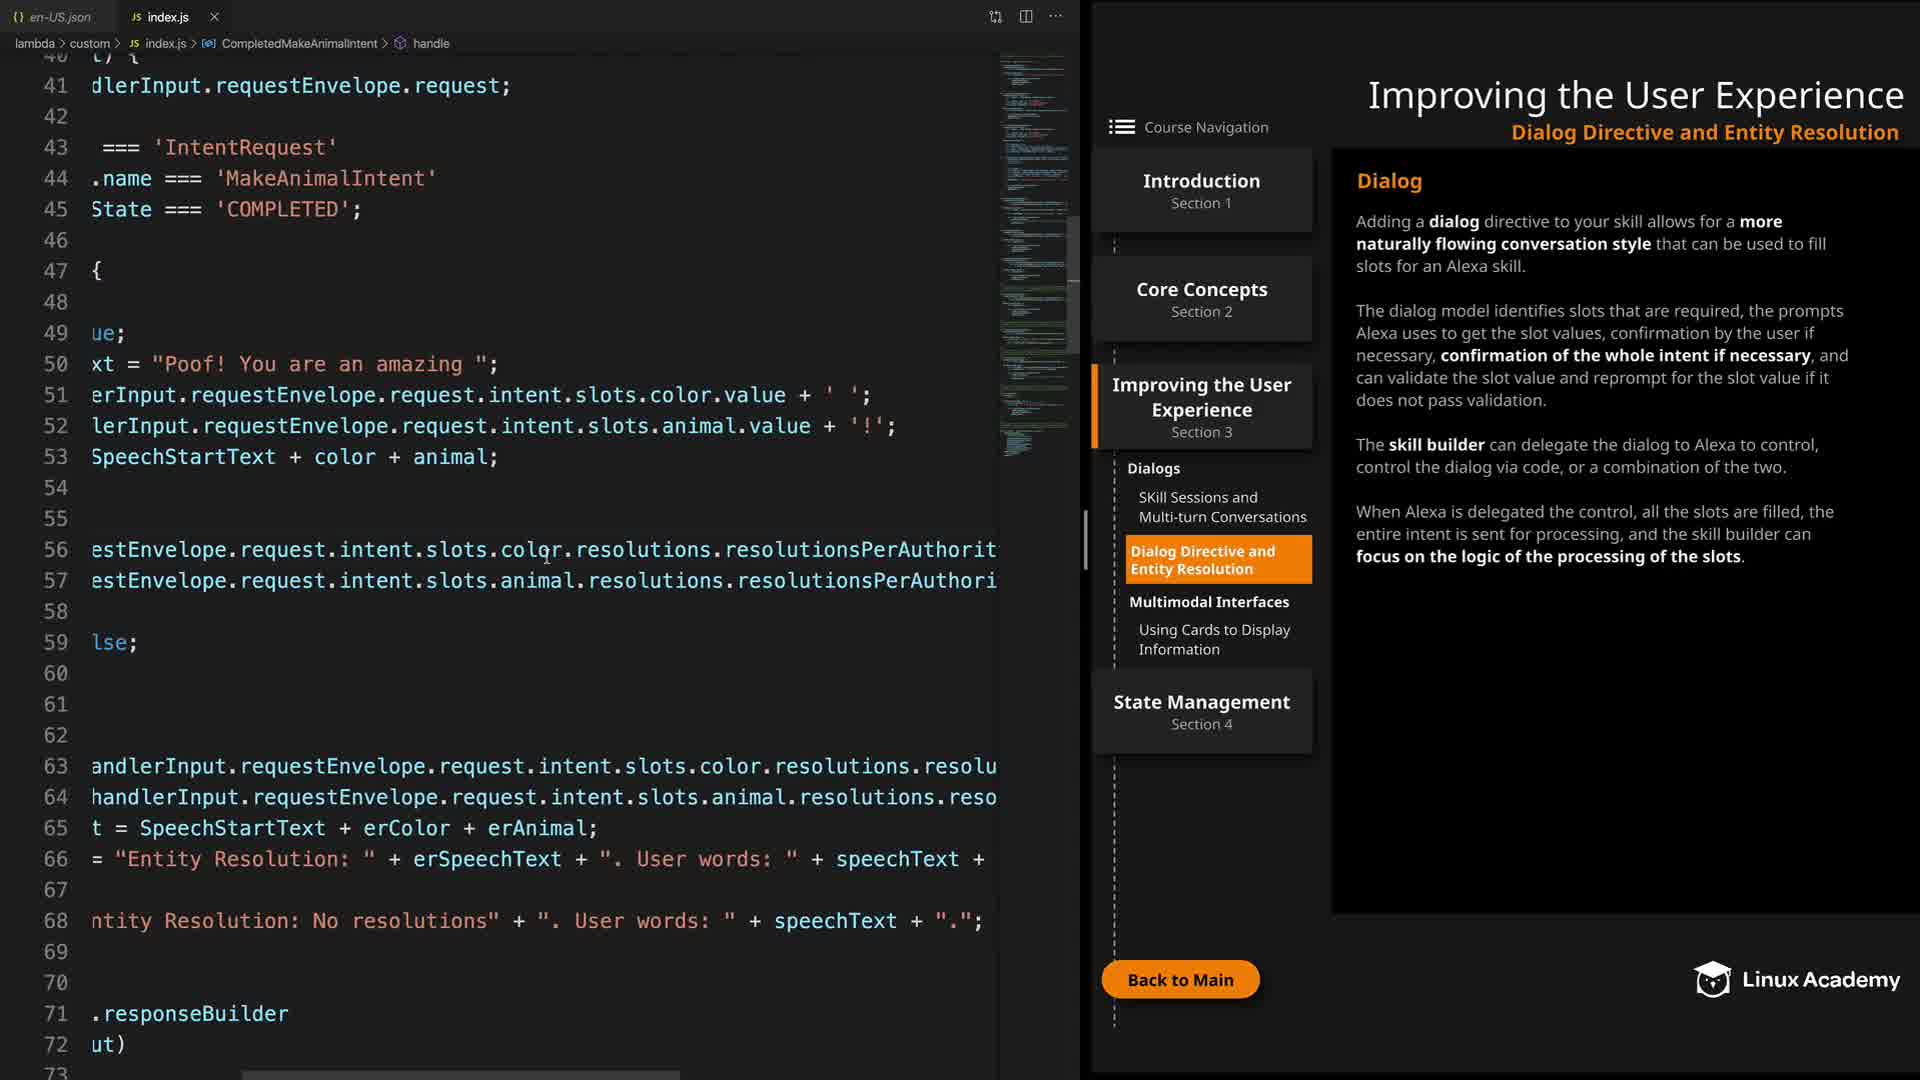 en-US.json
index.js
lambda > custom > JS index.js > CompletedMakeAnimalIntent > handle
40 t) {
41 dlerInput.requestEnvelope.request;
42
43 === 'IntentRequest'
44 .name === 'MakeAnimalIntent'
45 State === 'COMPLETED';
46
47 {
48
49 ue;
50 xt = "Poof! You are an amazing ";
51 erInput.requestEnvelope.request.intent.slots.color.value + ' ';
52 lerInput.requestEnvelope.request.intent.slots.animal.value + '!';
53 SpeechStartText + color + animal;
54
55
56 estEnvelope.request.intent.slots.color.resolutions.resolutionsPerAuthorit
57 estEnvelope.request.intent.slots.animal.resolutions.resolutionsPerAuthori
58
59 lse;
60
61
62
63 andlerInput.requestEnvelope.request.intent.slots.color.resolutions.resolu
64 handlerInput.requestEnvelope.request.intent.slots.animal.resolutions.reso
65 t = SpeechStartText + erColor + erAnimal;
66 = "Entity Resolution: " + erSpeechText + ". User words: " + speechText +
67
68 ntity Resolution: No resolutions" + ". User words: " + speechText + ".";
69
70
71 .responseBuilder
72 ut)
73
Improving the User Experience
Dialog Directive and Entity Resolution
Course Navigation
Introduction
Section 1
Core Concepts
Section 2
Improving the User
Experience
Section 3
Dialogs
SKill Sessions and
Multi-turn Conversations
Dialog Directive and
Entity Resolution
Multimodal Interfaces
Using Cards to Display
Information
State Management
Section 4
Back to Main
Dialog
Adding a dialog directive to your skill allows for a more
naturally flowing conversation style that can be used to fill
slots for an Alexa skill.
The dialog model identifies slots that are required, the prompts
Alexa uses to get the slot values, confirmation by the user if
necessary, confirmation of the whole intent if necessary, and
can validate the slot value and reprompt for the slot value if it
does not pass validation.
The skill builder can delegate the dialog to Alexa to control,
control the dialog via code, or a combination of the two.
When Alexa is delegated the control, all the slots are filled, the
entire intent is sent for processing, and the skill builder can
focus on the logic of the processing of the slots.
Linux Academy